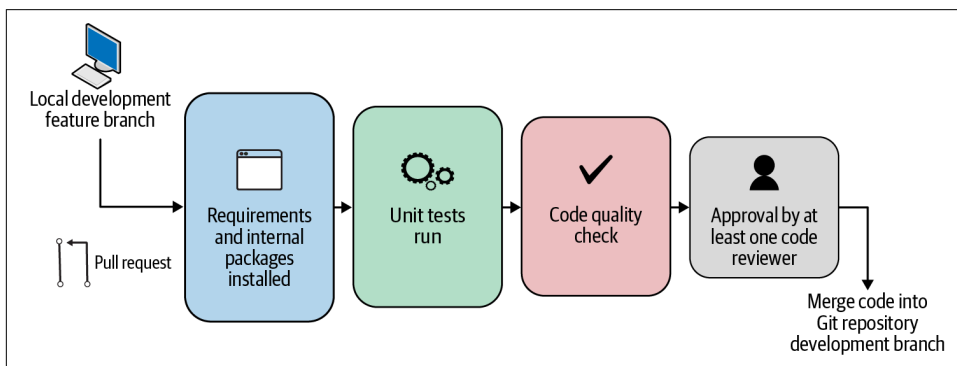 Local development
feature branch
Pull request
Requirements
and internal
packages
installed
Unit tests
run
Code quality
check
Approval by at
least one code
reviewer
Merge code into
Git repository
development branch